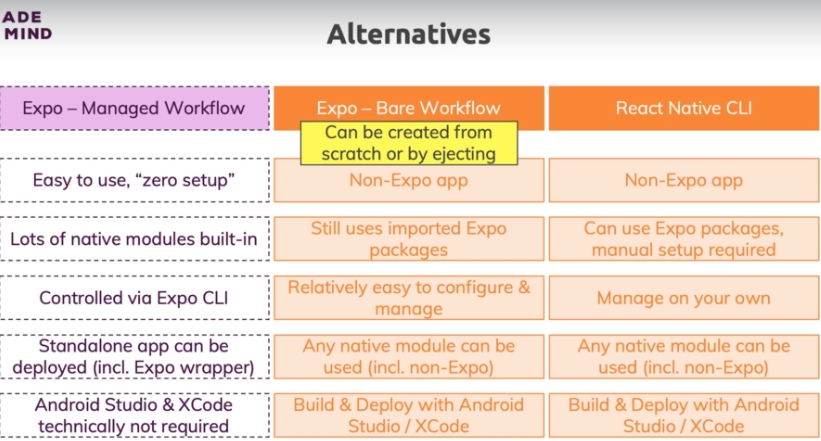 ADE
MIND
Alternatives
Expo – Managed Workflow
Expo – Bare Workflow
React Native CLI
Can be created from
scratch or by ejecting
Easy to use, “zero setup”
Non-Expo app
Non-Expo app
Lots of native modules built-in
Still uses imported Expo
packages
Can use Expo packages,
manual setup required
Controlled via Expo CLI
Relatively easy to configure &
manage
Manage on your own
Standalone app can be
deployed (incl. Expo wrapper)
Any native module can be
used (incl. non-Expo)
Any native module can be
used (incl. non-Expo)
Android Studio & XCode
technically not required
Build & Deploy with Android
Studio / XCode
Build & Deploy with Android
Studio / XCode